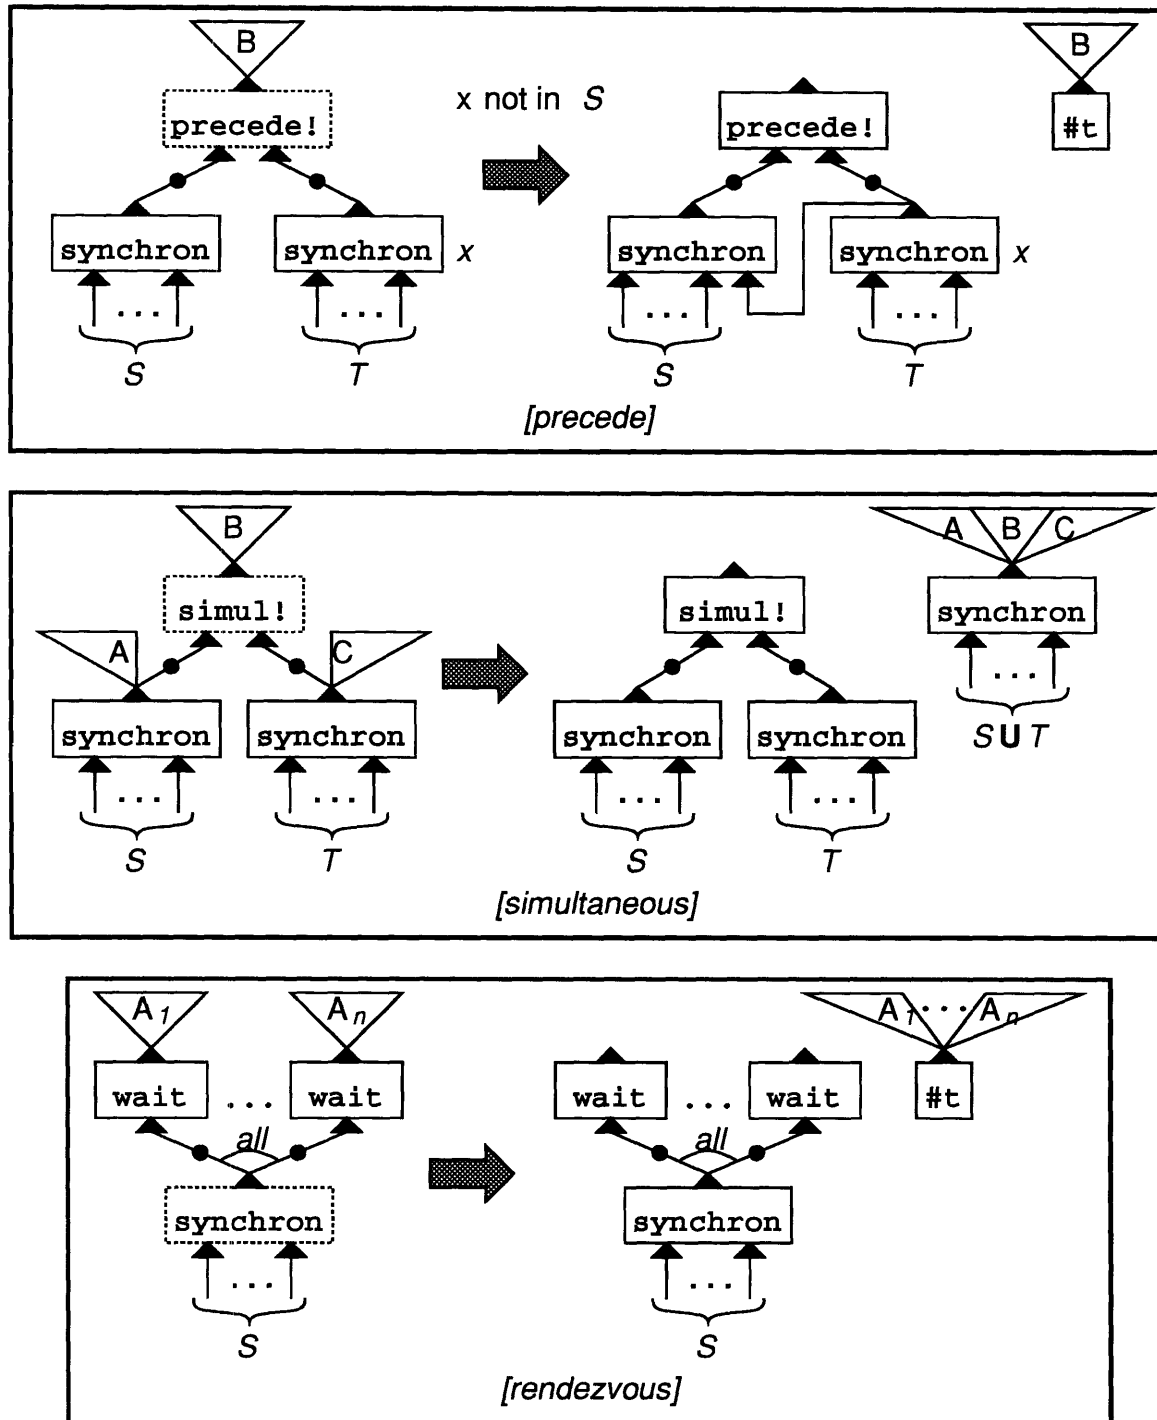 B
B
precede!
x not in S
precede!
#t
synchron
synchron
x
synchron
synchron
x
...
...
...
...
S
T
S
T
[precede]
B
A
B
C
simul!
simul!
synchron
A
C
synchron
synchron
synchron
synchron
...
S U T
...
...
...
...
S
T
S
T
[simultaneous]
A1
An
A1 ... An
wait ... wait
wait ... wait
#t
all
all
synchron
synchron
...
...
S
S
[rendezvous]